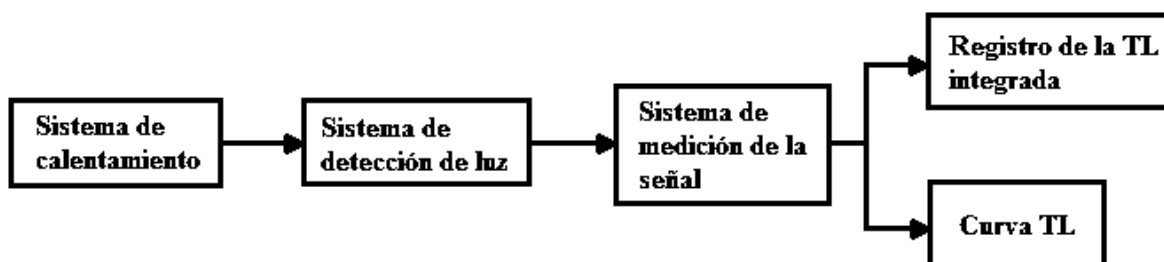 Sistema de
calentamiento
Sistema de
detección de luz
Sistema de
medición de la
señal
Registro de la TL
integrada
Curva TL